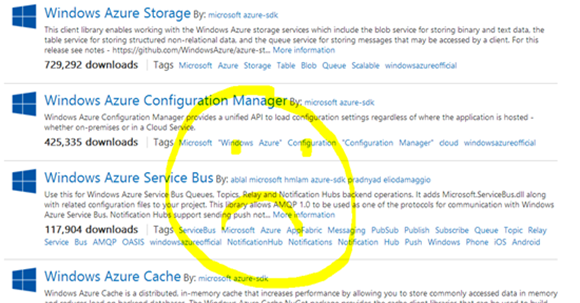 Windows Azure Storage By: microsoft azure-sdk
This client library enables working with the Windows Azure storage services which include the blob service for storing binary and text data, the
table service for storing structured non-relational data, and the queue service for storing messages that may be accessed by a client. For this
release see notes - https://github.com/WindowsAzure/azure-st... More information
729,292 downloads | Tags Microsoft Azure Storage Table Blob Queue Scalable windowsazureofficial
Windows Azure Configuration Manager By: microsoft azure-sdk
Windows Azure Configuration Manager provides a unified API to load configuration settings regardless of where the application is hosted -
whether on-premises or in a Cloud Service.
425,335 downloads | Tags Microsoft "Windows Azure" Configuration "Configuration Manager" cloud windowsazureofficial
Windows Azure Service Bus By: ablal microsoft hmlam azure-sdk pradnyad eliodamaggio
Use this for Windows Azure Service Bus Queues, Topics, Relay and Notification Hubs backend operations. It adds Microsoft.ServiceBus.dll along
with related configuration files to your project. This library allows AMQP 1.0 to be used as one of the protocols for communication with Windows
Azure Service Bus. Notification Hubs support sending push not... More information
117,904 downloads | Tags ServiceBus Microsoft Azure AppFabric Messaging PubSub Publish Subscribe Queue Topic Relay
Service Bus AMQP OASIS windowsazureofficial NotificationHub Notifications Notification Hub Push Windows Phone iOS Android
Windows Azure Cache By: microsoft azure-sdk
Windows Azure Cache is a distributed, in-memory cache that increases performance by allowing you to store commonly accessed data in memory